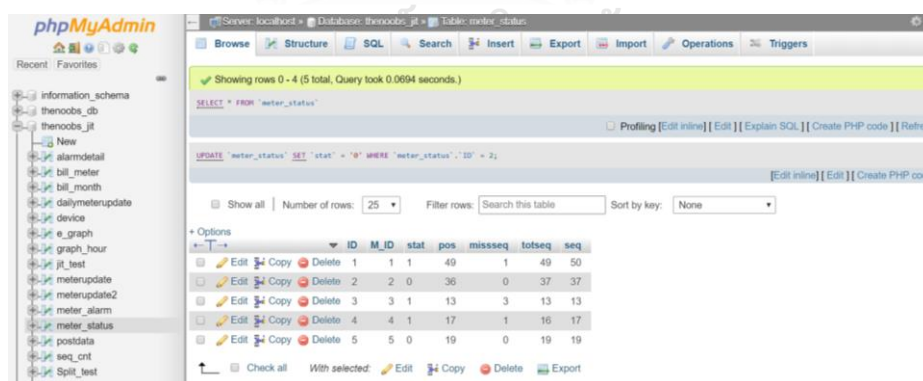 phpMyAdmin
Recent Favorites
information_schema
thenoobs_db
thenoobs_jit
New
alarmdetail
bill_meter
bill_month
dailymeterupdate
device
e_graph
graph_hour
jit_test
meterupdate
meterupdate2
meter_alarm
meter_status
postdata
seq_cnt
Split_test
Server: localhost » Database: thenoobs_jit » Table: meter_status
Browse Structure SQL Search Insert Export Import Operations Triggers
Showing rows 0 - 4 (5 total, Query took 0.0694 seconds.)
SELECT * FROM `meter_status`
Profiling [Edit inline] [ Edit ] [ Explain SQL ] [ Create PHP code ] [ Refre
UPDATE `meter_status` SET `stat` = '0' WHERE `meter_status`.`ID` = 2;
[Edit inline] [ Edit ] [ Create PHP co
Show all Number of rows: 25 Filter rows: Search this table Sort by key: None
+ Options
ID M_ID stat pos missseq totseq seq
Edit Copy Delete 1 1 1 49 1 49 50
Edit Copy Delete 2 2 0 36 0 37 37
Edit Copy Delete 3 3 1 13 3 13 13
Edit Copy Delete 4 4 1 17 1 16 17
Edit Copy Delete 5 5 0 19 0 19 19
Check all With selected: Edit Copy Delete Export